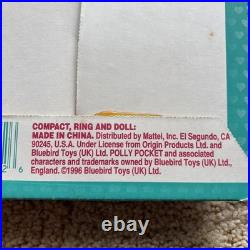 COMPACT, RING AND DOLL:
MADE IN CHINA. Distributed by Mattel, Inc. El Segundo, CA
90245, U.S.A. Under License from Origin Products Ltd. and
Bluebird Toys (UK) Ltd. POLLY POCKET and associated
characters and trademarks owned by Bluebird Toys (UK) Ltd.,
England. ©1996 Bluebird Toys (UK) Ltd.
2 6